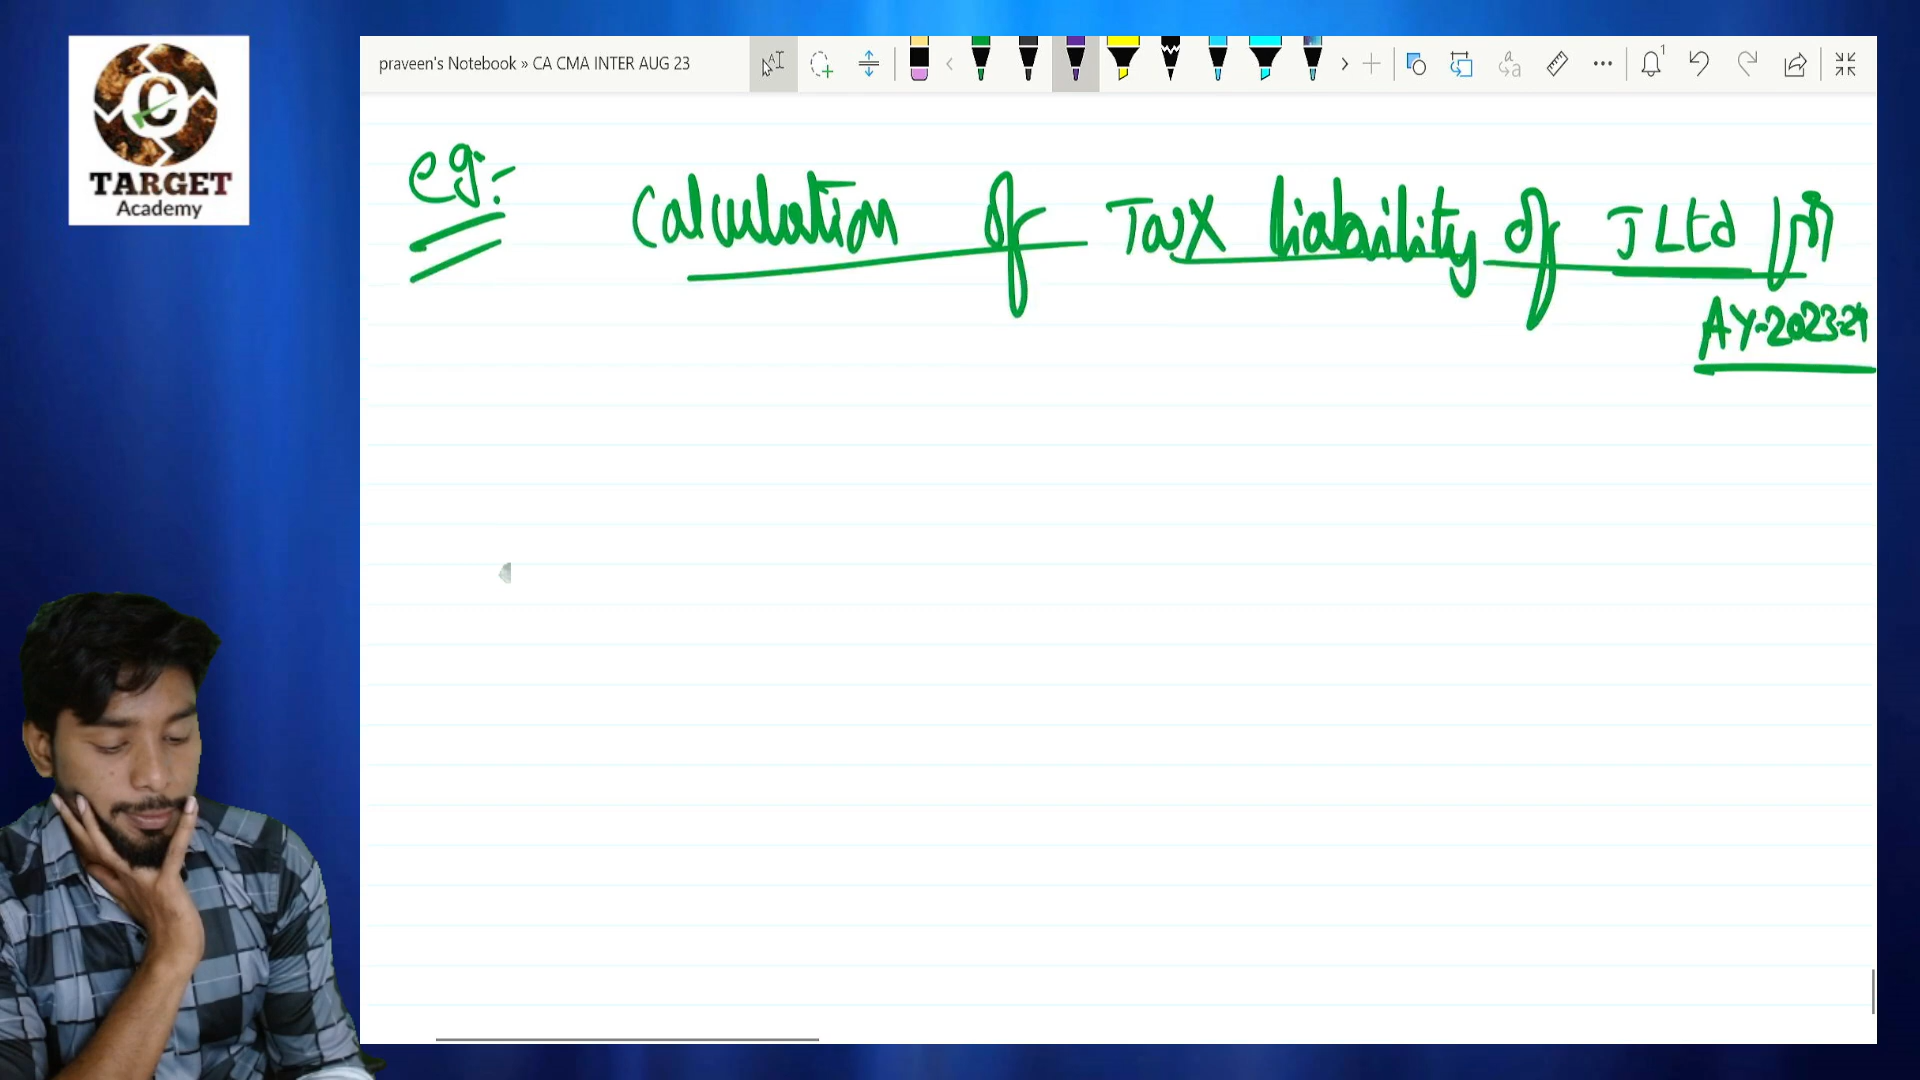 C
TARGET
Academy
praveen's Notebook » CA CMA INTER AUG 23
eg:-
Calculation of Tax liability of J Ltd for
AY-2023-24